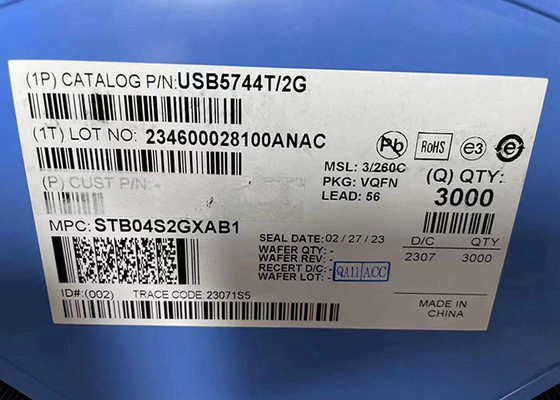 (1P) CATALOG P/N: USB5744T/2G
(1T) LOT NO: 234600028100ANAC
Pb RoHS e3 e
MSL: 3/260C
PKG: VQFN
LEAD: 56
(Q) QTY:
3000
(P) CUST P/N:
MPC: STB04S2GXAB1
SEAL DATE: 02/27/23
WAFER QTY: -
WAFER REV: -
RECERT D/C: -
WAFER LOT: -
QA11 ACC
D/C QTY
2307 3000
ID#: (002) TRACE CODE: 23071S5
MADE IN
CHINA